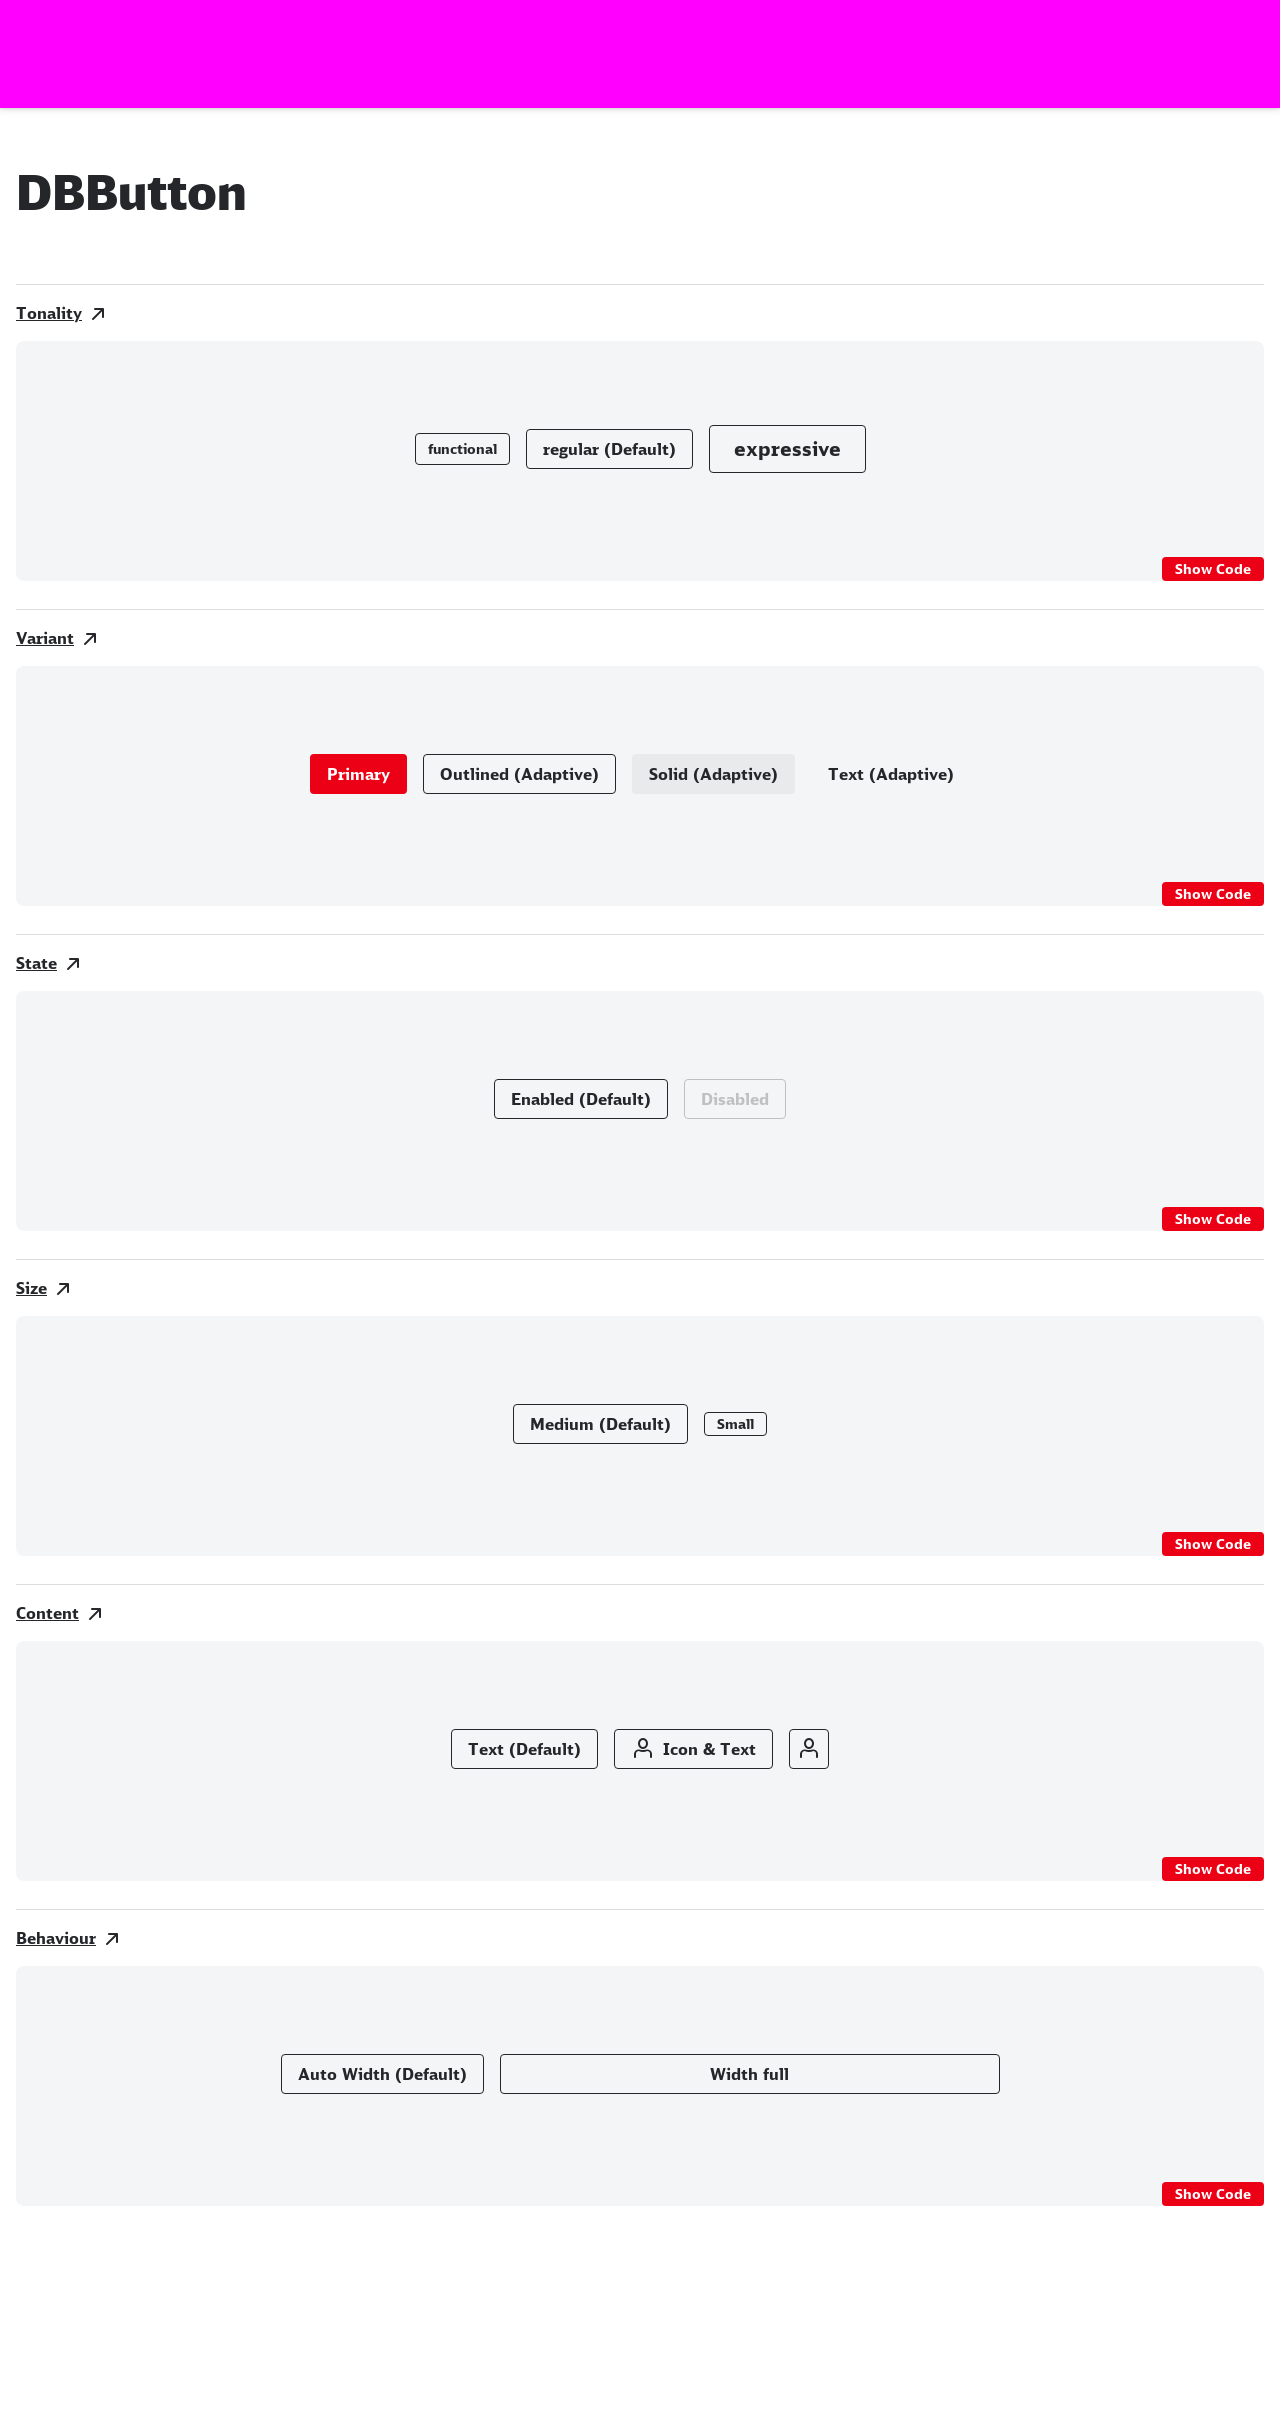 DBButton
Tonality
functional regular (Default) expressive
Show Code
Variant
Primary Outlined (Adaptive) Solid (Adaptive) Text (Adaptive)
Show Code
State
Enabled (Default) Disabled
Show Code
Size
Medium (Default) Small
Show Code
Content
Text (Default) Icon & Text
Show Code
Behaviour
Auto Width (Default) Width full
Show Code